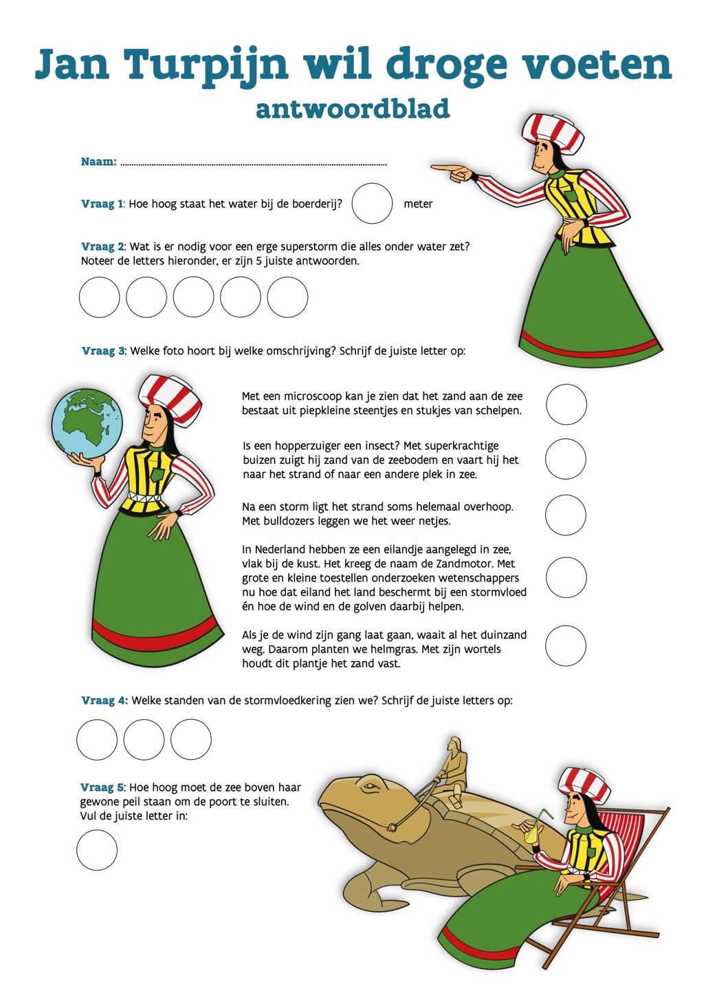 Jan Turpijn wil droge voeten
antwoordblad
Naam: ................................................................................................
Vraag 1: Hoe hoog staat het water bij de boerderij? meter
Vraag 2: Wat is er nodig voor een erge superstorm die alles onder water zet?
Noteer de letters hieronder, er zijn 5 juiste antwoorden.
Vraag 3: Welke foto hoort bij welke omschrijving? Schrijf de juiste letter op:
Met een microscoop kan je zien dat het zand aan de zee
bestaat uit piepkleine steentjes en stukjes van schelpen.
Is een hopperzuiger een insect? Met superkrachtige
buizen zuigt hij zand van de zeebodem en vaart hij het
naar het strand of naar een andere plek in zee.
Na een storm ligt het strand soms helemaal overhoop.
Met bulldozers leggen we het weer netjes.
In Nederland hebben ze een eilandje aangelegd in zee,
vlak bij de kust. Het kreeg de naam de Zandmotor. Met
grote en kleine toestellen onderzoeken wetenschappers
nu hoe dat eiland het land beschermt bij een stormvloed
én hoe de wind en de golven daarbij helpen.
Als je de wind zijn gang laat gaan, waait al het duinzand
weg. Daarom planten we helmgras. Met zijn wortels
houdt dit plantje het zand vast.
Vraag 4: Welke standen van de stormvloedkering zien we? Schrijf de juiste letters op:
Vraag 5: Hoe hoog moet de zee boven haar
gewone peil staan om de poort te sluiten.
Vul de juiste letter in: